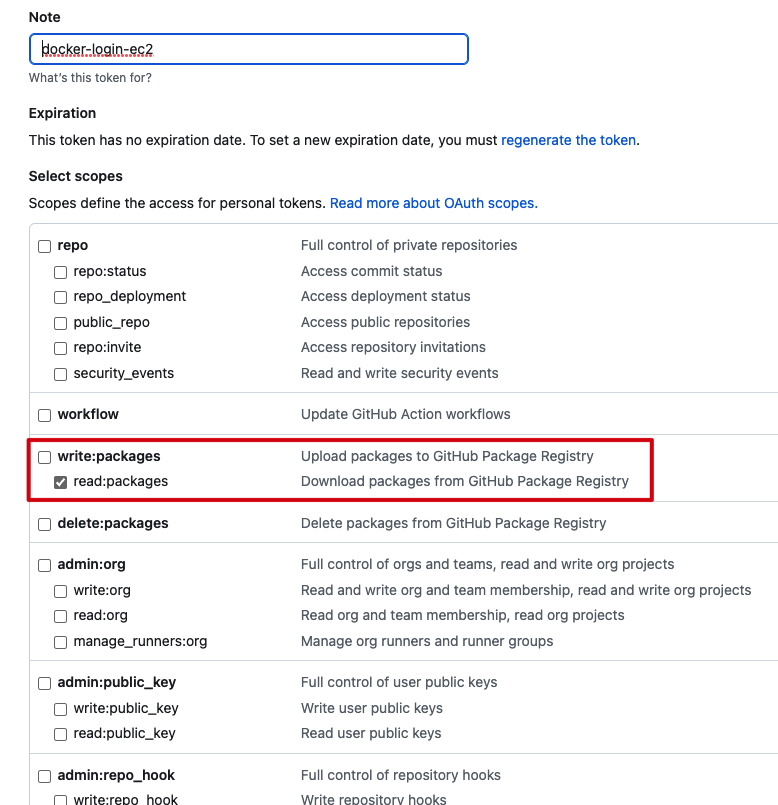 Note
docker-login-ec2
What's this token for?
Expiration
This token has no expiration date. To set a new expiration date, you must regenerate the token.
Select scopes
Scopes define the access for personal tokens. Read more about OAuth scopes.
repo Full control of private repositories
repo:status Access commit status
repo_deployment Access deployment status
public_repo Access public repositories
repo:invite Access repository invitations
security_events Read and write security events
workflow Update GitHub Action workflows
write:packages Upload packages to GitHub Package Registry
read:packages Download packages from GitHub Package Registry
delete:packages Delete packages from GitHub Package Registry
admin:org Full control of orgs and teams, read and write org projects
write:org Read and write org and team membership, read and write org projects
read:org Read org and team membership, read org projects
manage_runners:org Manage org runners and runner groups
admin:public_key Full control of user public keys
write:public_key Write user public keys
read:public_key Read user public keys
admin:repo_hook Full control of repository hooks
write:repo_hook Write repository hooks